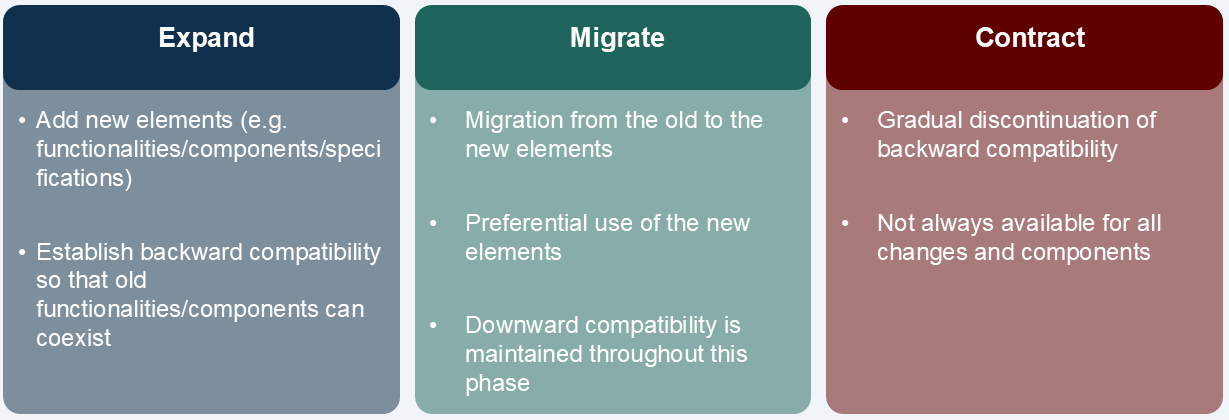 Expand
• Add new elements (e.g.
functionalities/components/speci
fications)
• Establish backward compatibility
so that old
functionalities/components can
coexist
Migrate
• Migration from the old to the
new elements
• Preferential use of the new
elements
• Downward compatibility is
maintained throughout this
phase
Contract
• Gradual discontinuation of
backward compatibility
• Not always available for all
changes and components